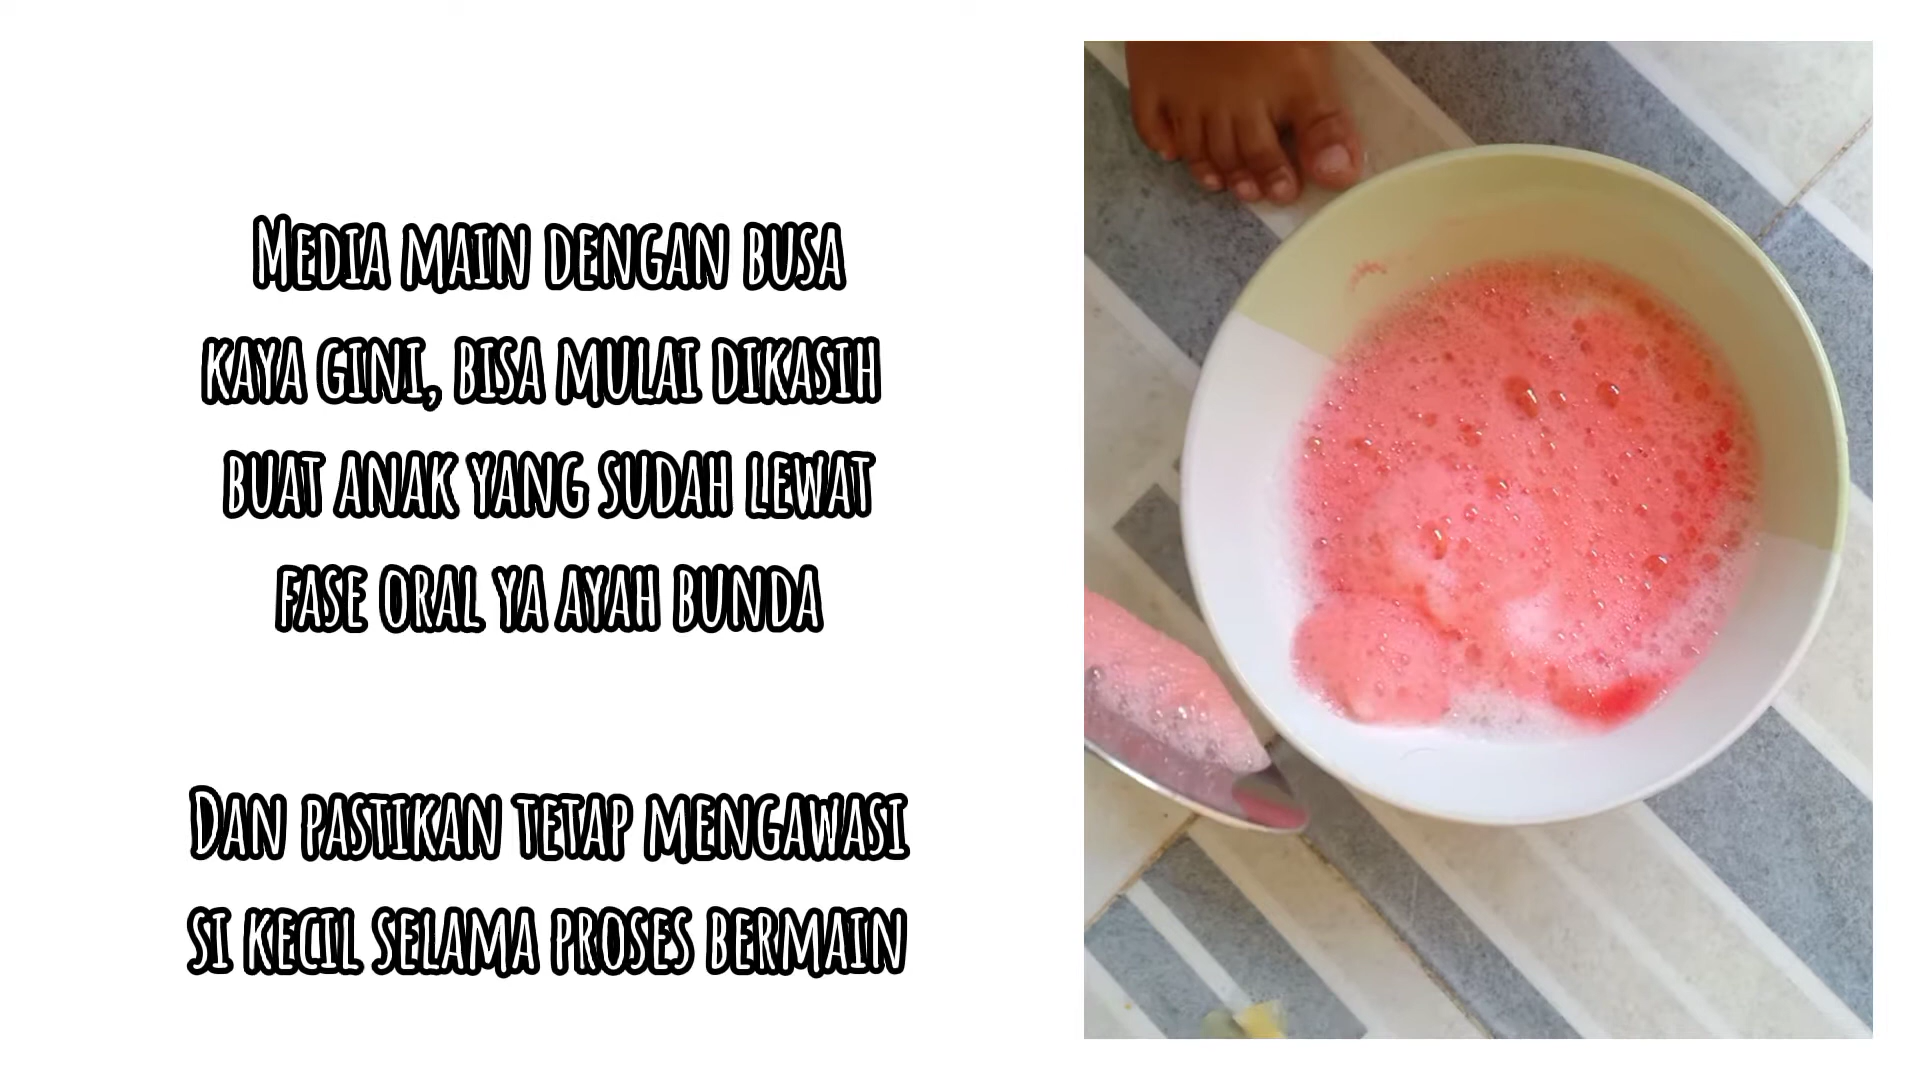 Media main dengan busa
kaya gini, bisa mulai dikasih
buat anak yang sudah lewat
fase oral ya ayah bunda
Dan pastikan tetap mengawasi
si kecil selama proses bermain